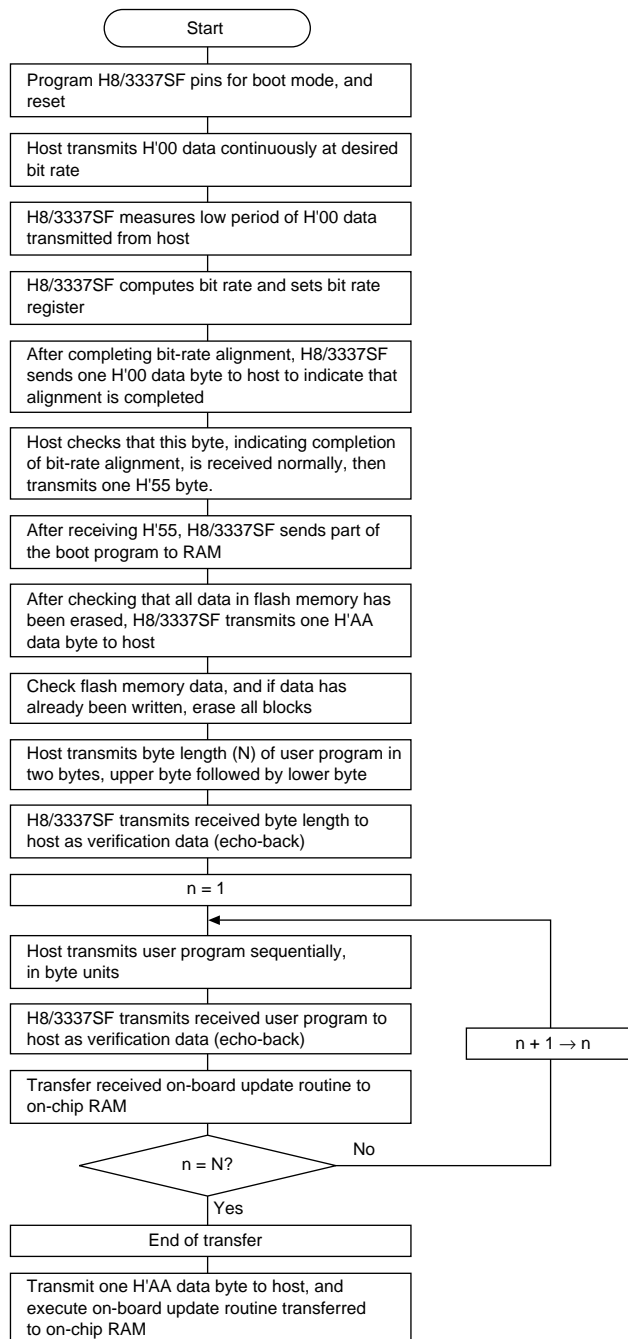 Start
Program H8/3337SF pins for boot mode, and
reset
Host transmits H'00 data continuously at desired
bit rate
H8/3337SF measures low period of H'00 data
transmitted from host
H8/3337SF computes bit rate and sets bit rate
register
After completing bit-rate alignment, H8/3337SF
sends one H'00 data byte to host to indicate that
alignment is completed
Host checks that this byte, indicating completion
of bit-rate alignment, is received normally, then
transmits one H'55 byte.
After receiving H'55, H8/3337SF sends part of
the boot program to RAM
After checking that all data in flash memory has
been erased, H8/3337SF transmits one H'AA
data byte to host
Check flash memory data, and if data has
already been written, erase all blocks
Host transmits byte length (N) of user program in
two bytes, upper byte followed by lower byte
H8/3337SF transmits received byte length to
host as verification data (echo-back)
n = 1
Host transmits user program sequentially,
in byte units
H8/3337SF transmits received user program to
host as verification data (echo-back)
n + 1 → n
Transfer received on-board update routine to
on-chip RAM
n = N?
No
Yes
End of transfer
Transmit one H'AA data byte to host, and
execute on-board update routine transferred
to on-chip RAM